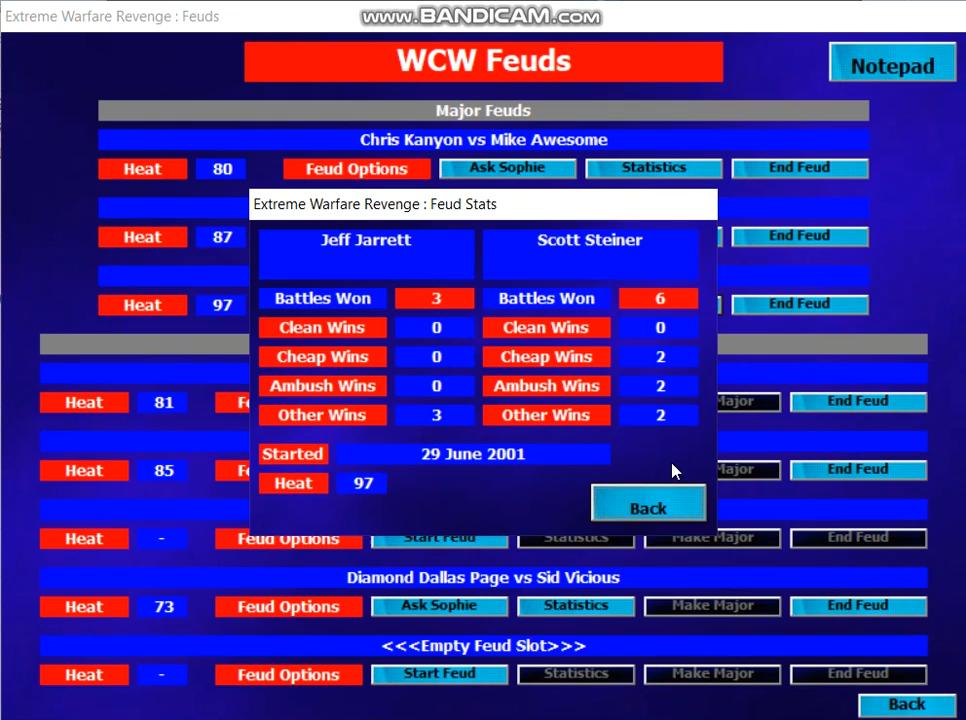 Extreme Warfare Revenge : Feuds
www.BANDICAM.com
WCW Feuds
Notepad
Major Feuds
Chris Kanyon vs Mike Awesome
Heat 80 Feud Options Ask Sophie Statistics End Feud
Heat 87 End Feud
Heat 97 End Feud
Extreme Warfare Revenge : Feud Stats
Jeff Jarrett Scott Steiner
Battles Won 3 Battles Won 6
Clean Wins 0 Clean Wins 0
Cheap Wins 0 Cheap Wins 2
Ambush Wins 0 Ambush Wins 2
Other Wins 3 Other Wins 2
Started 29 June 2001
Heat 97
Back
Heat 81 Major End Feud
Heat 85 Major End Feud
Heat - Feud Options Start Feud Statistics Make Major End Feud
Diamond Dallas Page vs Sid Vicious
Heat 73 Feud Options Ask Sophie Statistics Make Major End Feud
<<<Empty Feud Slot>>>
Heat - Feud Options Start Feud Statistics Make Major End Feud
Back